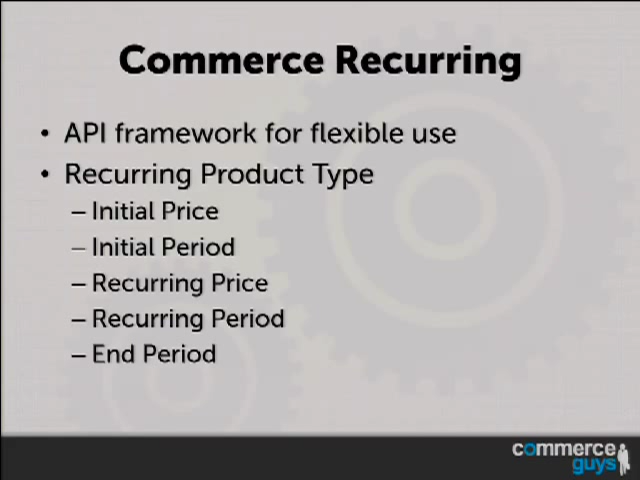 Commerce Recurring
• API framework for flexible use
• Recurring Product Type
– Initial Price
– Initial Period
– Recurring Price
– Recurring Period
– End Period
commerce
guys